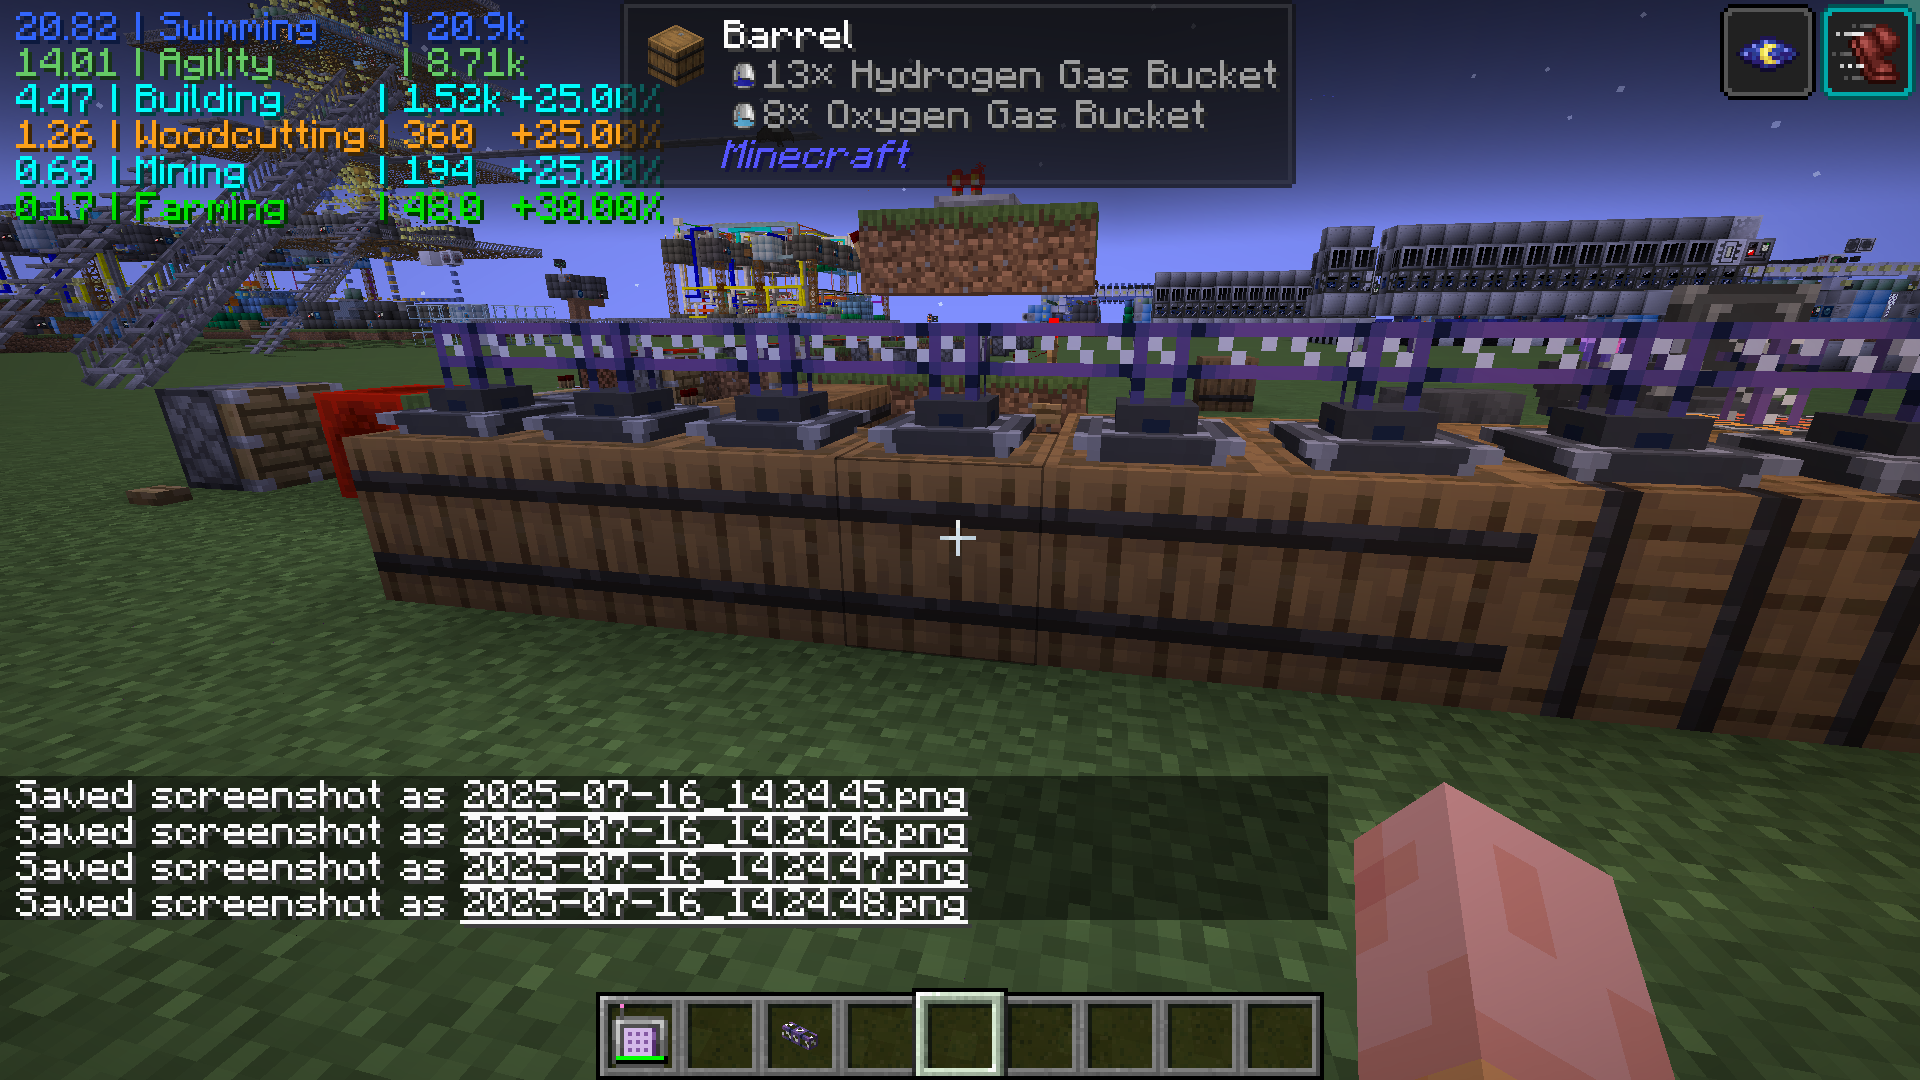 20.82 | Swimming | 20.9k
14.01 | Agility | 8.71k
4.47 | Building | 1.52k +25.00%
1.26 | Woodcutting | 360 +25.00%
0.69 | Mining | 194 +25.00%
0.17 | Farming | 48.0 +30.00%
Barrel
13× Hydrogen Gas Bucket
8× Oxygen Gas Bucket
Minecraft
Saved screenshot as 2025-07-16_14.24.45.png
Saved screenshot as 2025-07-16_14.24.46.png
Saved screenshot as 2025-07-16_14.24.47.png
Saved screenshot as 2025-07-16_14.24.48.png